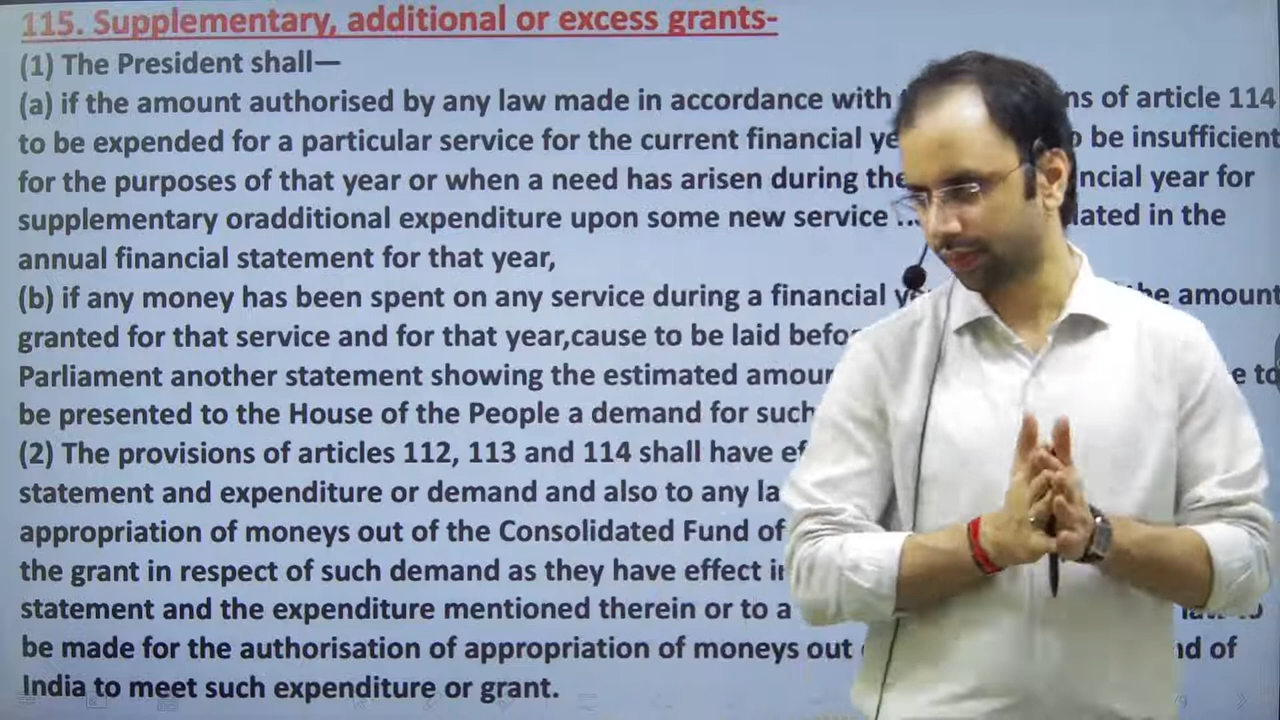 115. Supplementary, additional or excess grants-
(1) The President shall—
(a) if the amount authorised by any law made in accordance with ns of article 114
to be expended for a particular service for the current financial ye be insufficient
for the purposes of that year or when a need has arisen during the ncial year for
supplementary oradditional expenditure upon some new service lated in the
annual financial statement for that year,
(b) if any money has been spent on any service during a financial he amount
granted for that service and for that year,cause to be laid befo
Parliament another statement showing the estimated amou e to
be presented to the House of the People a demand for such
(2) The provisions of articles 112, 113 and 114 shall have ef
statement and expenditure or demand and also to any la
appropriation of moneys out of the Consolidated Fund of
the grant in respect of such demand as they have effect in
statement and the expenditure mentioned therein or to a
be made for the authorisation of appropriation of moneys out nd of
India to meet such expenditure or grant.